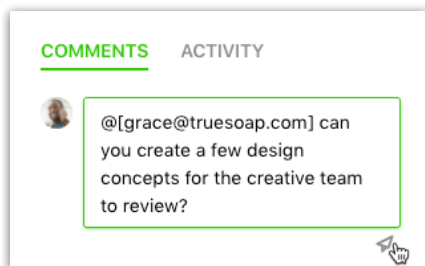 COMMENTS ACTIVITY
@[grace@truesoap.com] can
you create a few design
concepts for the creative team
to review?